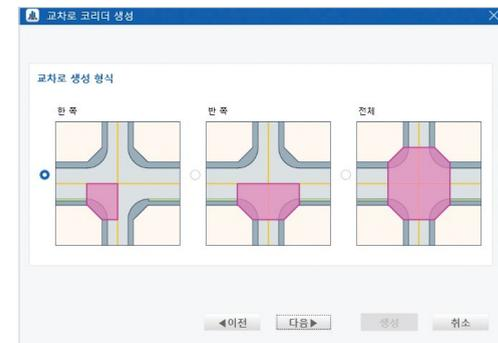 교차로 코리더 생성
교차로 생성 형식
한 쪽
반 쪽
전체
◀이전
다음▶
생성
취소